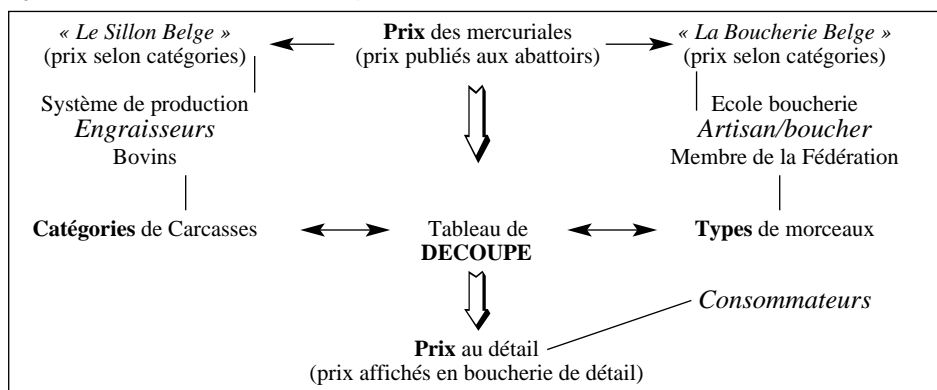 « Le Sillon Belge »
(prix selon catégories)
Prix des mercuriales
(prix publiés aux abattoirs)
« La Boucherie Belge »
(prix selon catégories)
Système de production
Engraisseurs
Bovins
Ecole boucherie
Artisan/boucher
Membre de la Fédération
Catégories de Carcasses
Tableau de
DECOUPE
Types de morceaux
Consommateurs
Prix au détail
(prix affichés en boucherie de détail)